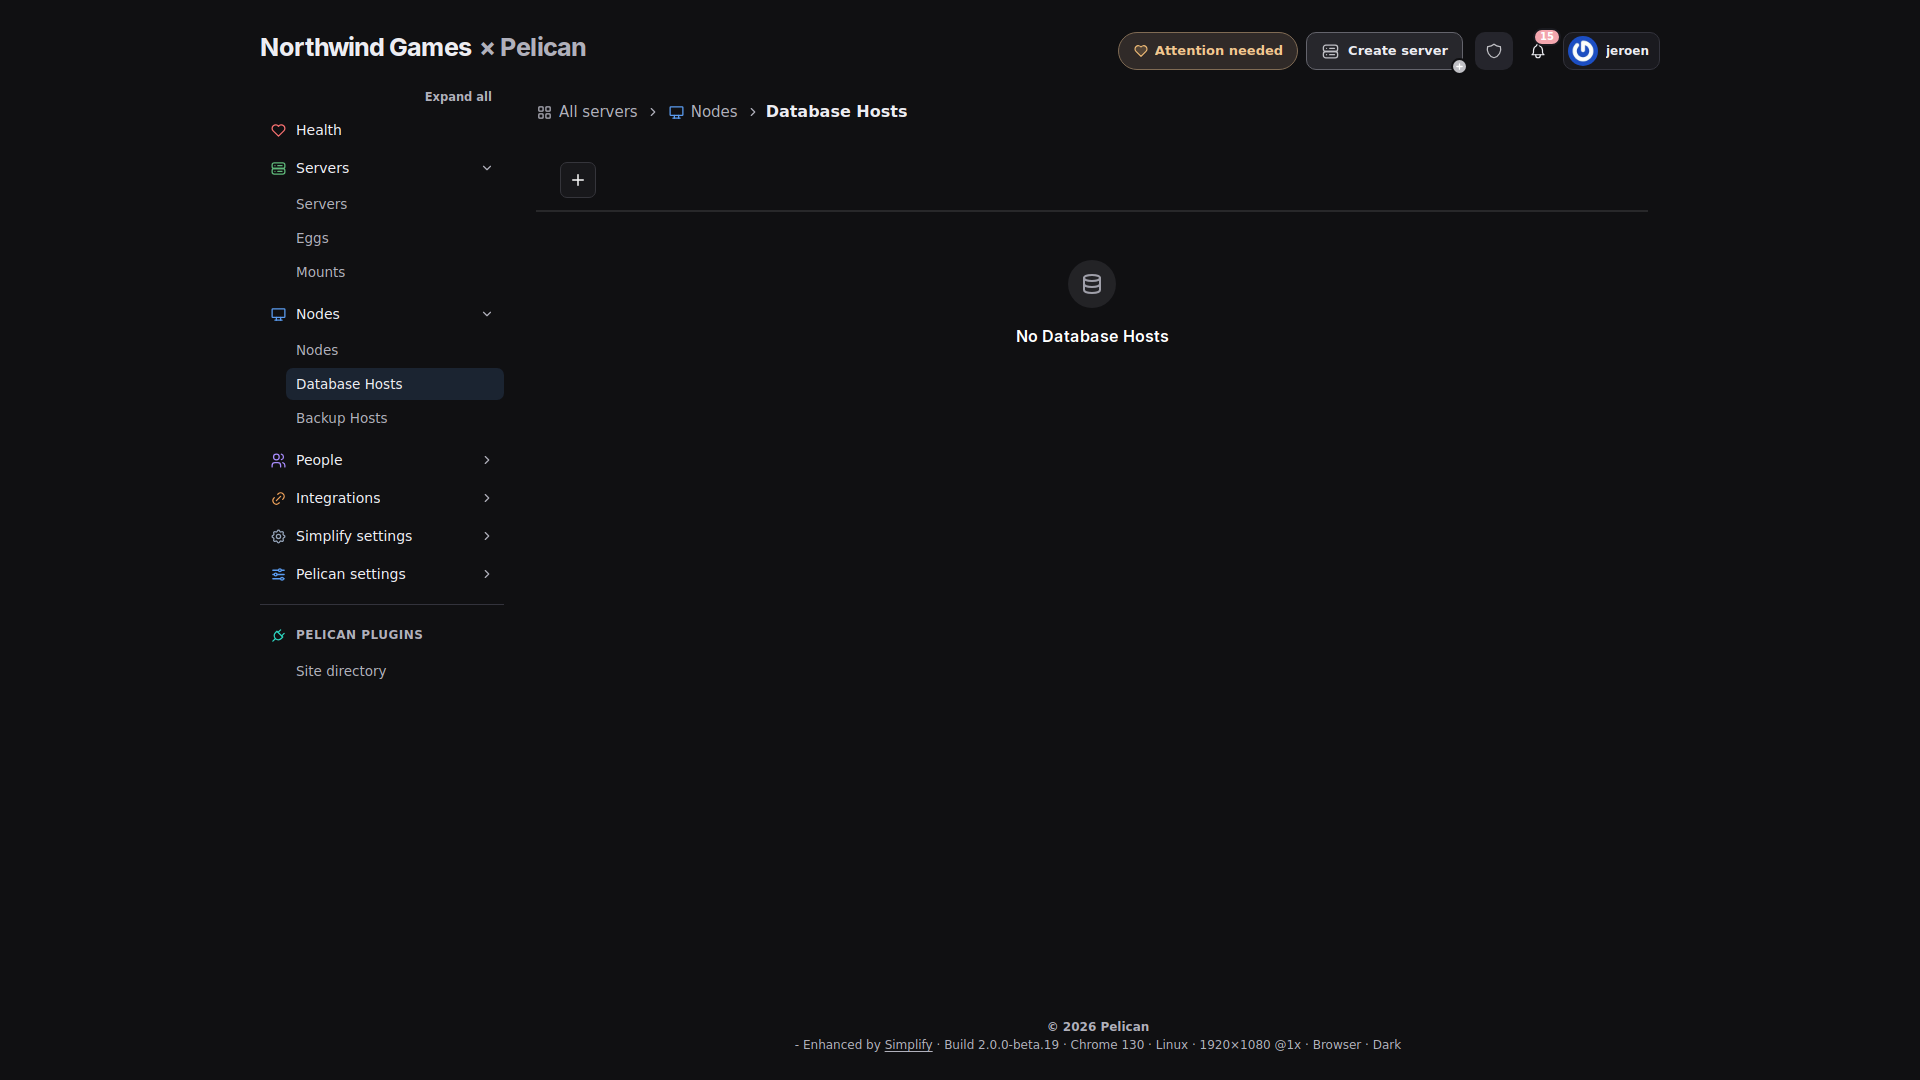 Northwind Games × Pelican
Attention needed
Create server
15
jeroen
Expand all
Health
Servers
Servers
Eggs
Mounts
Nodes
Nodes
Database Hosts
Backup Hosts
People
Integrations
Simplify settings
Pelican settings
PELICAN PLUGINS
Site directory
All servers > Nodes > Database Hosts
No Database Hosts
© 2026 Pelican
- Enhanced by Simplify · Build 2.0.0-beta.19 · Chrome 130 · Linux · 1920×1080 @1x · Browser · Dark